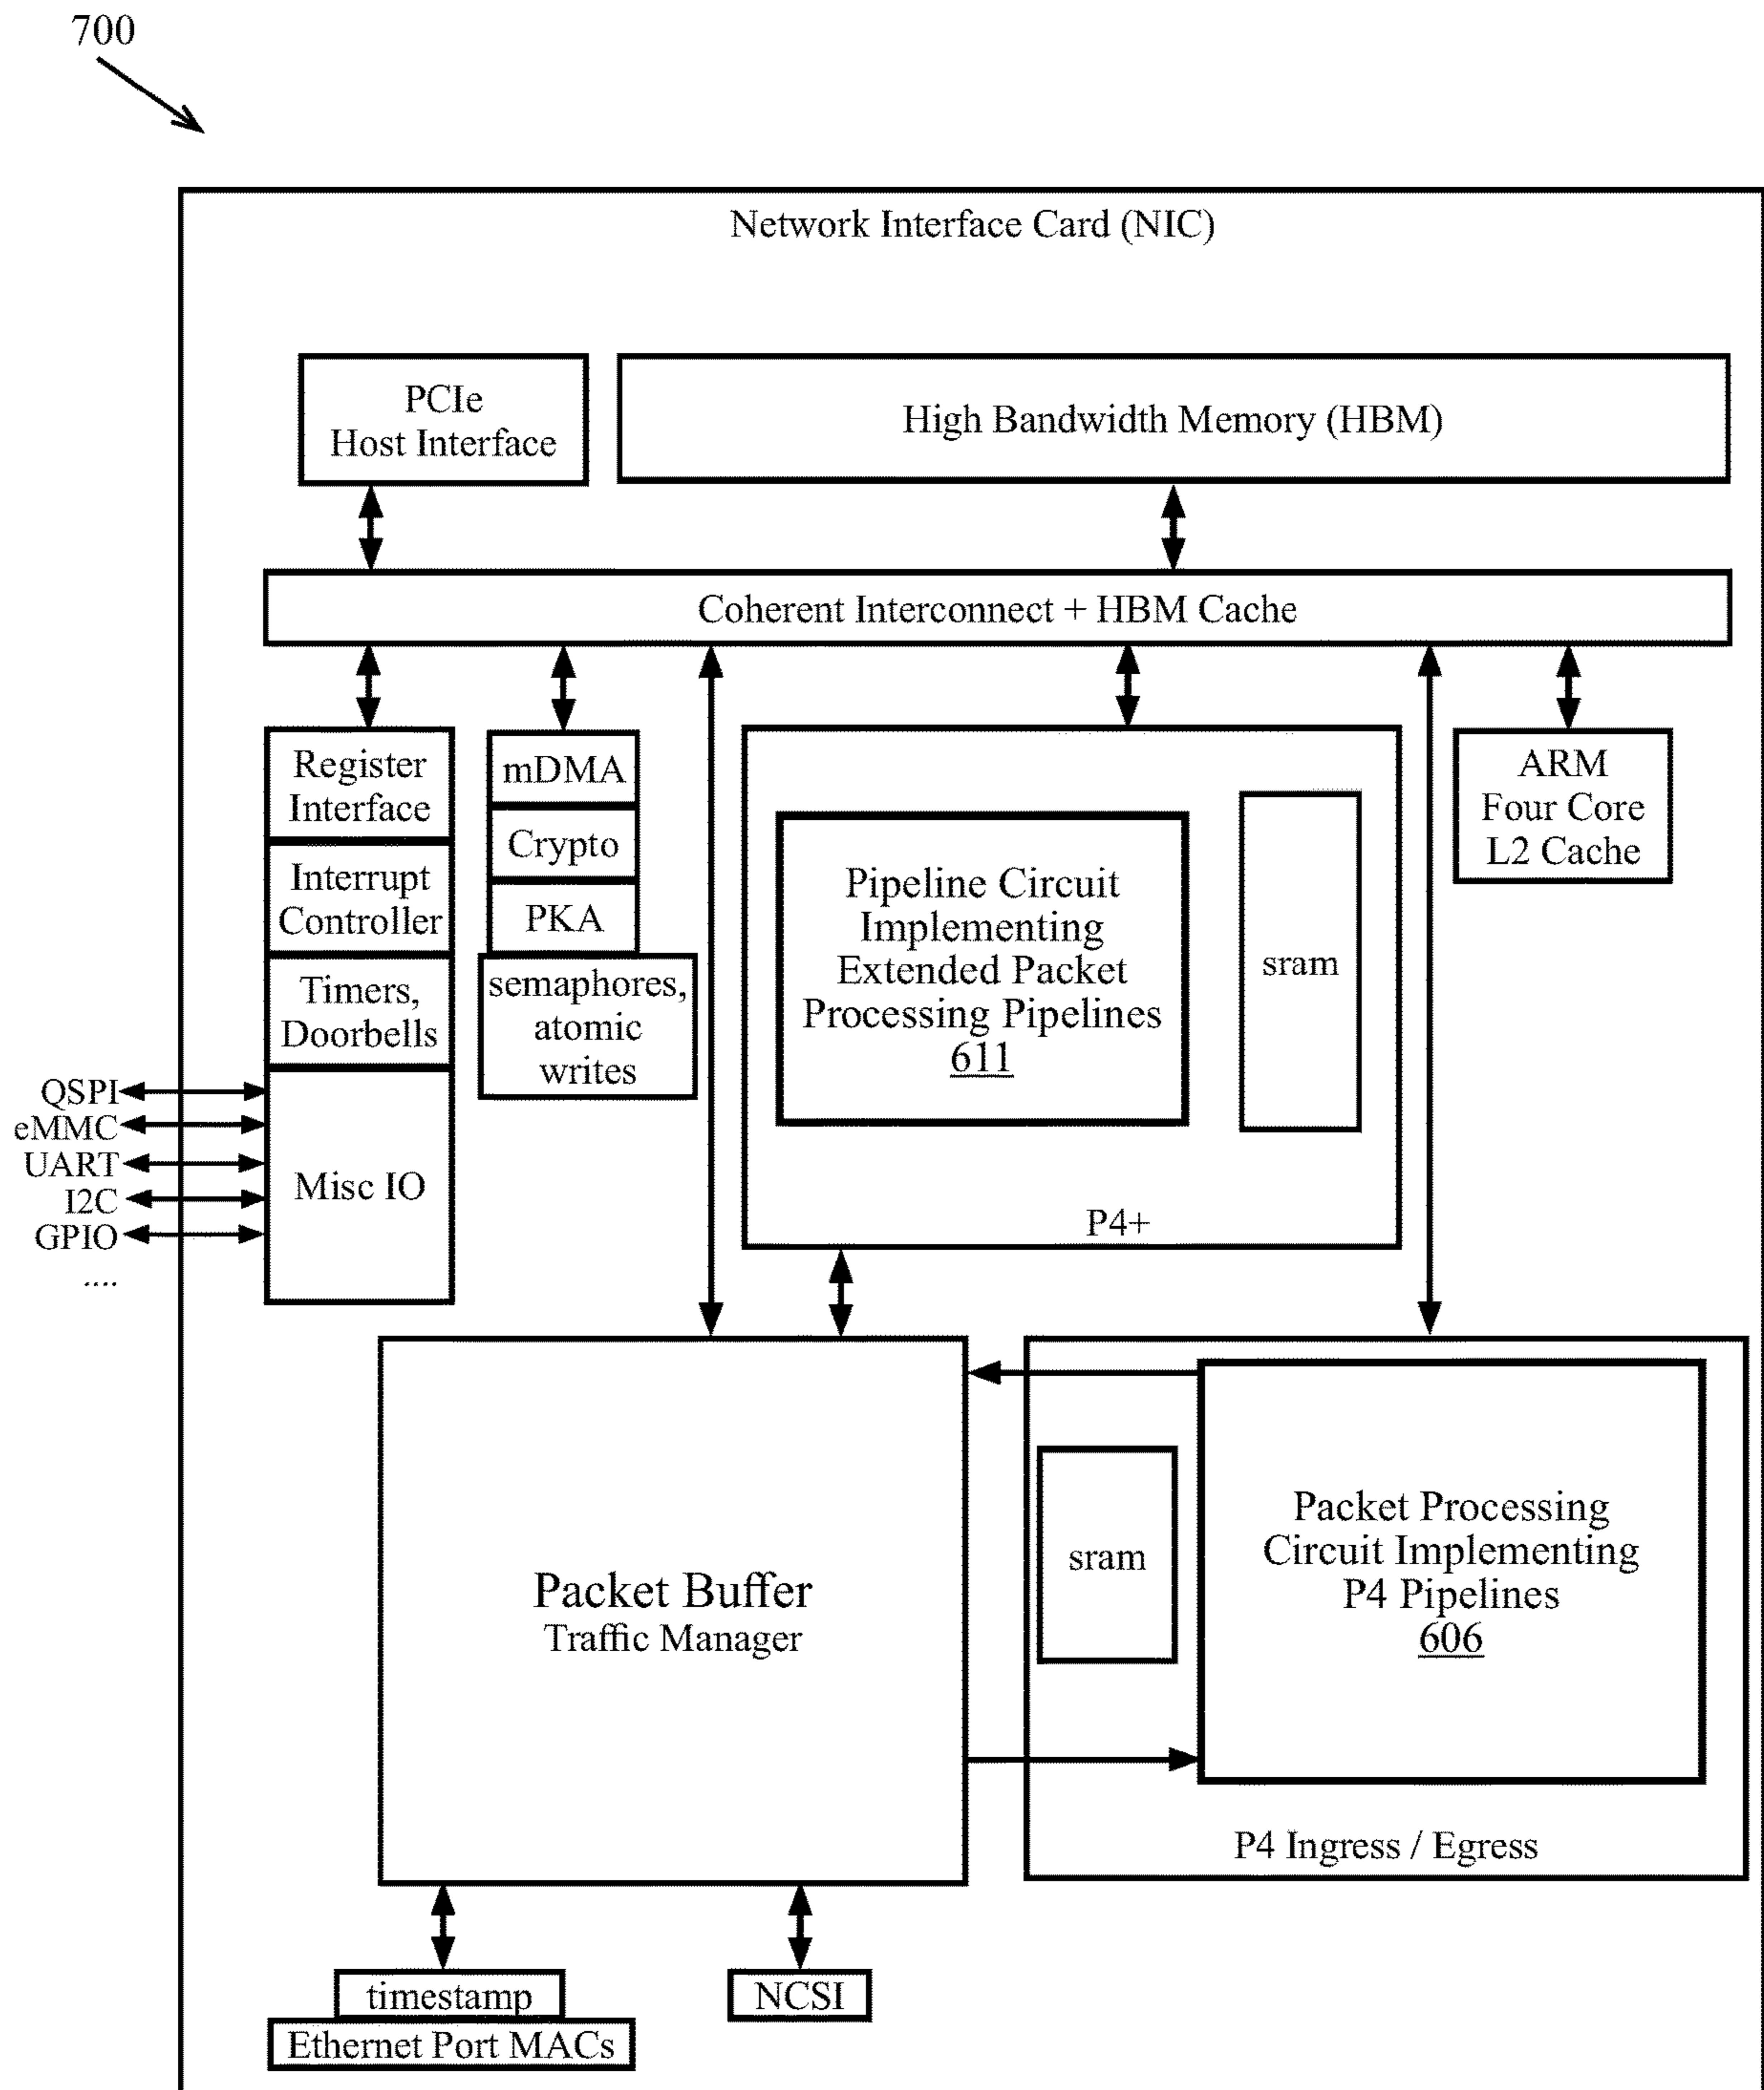 700
Network Interface Card (NIC)
PCIe
Host Interface
High Bandwidth Memory (HBM)
Coherent Interconnect + HBM Cache
Register
Interface
Interrupt
Controller
Timers,
Doorbells
Misc IO
QSPI
eMMC
UART
I2C
GPIO
....
mDMA
Crypto
PKA
semaphores,
atomic
writes
Pipeline Circuit
Implementing
Extended Packet
Processing Pipelines
611
sram
P4+
ARM
Four Core
L2 Cache
Packet Buffer
Traffic Manager
sram
Packet Processing
Circuit Implementing
P4 Pipelines
606
P4 Ingress / Egress
timestamp
Ethernet Port MACs
NCSI